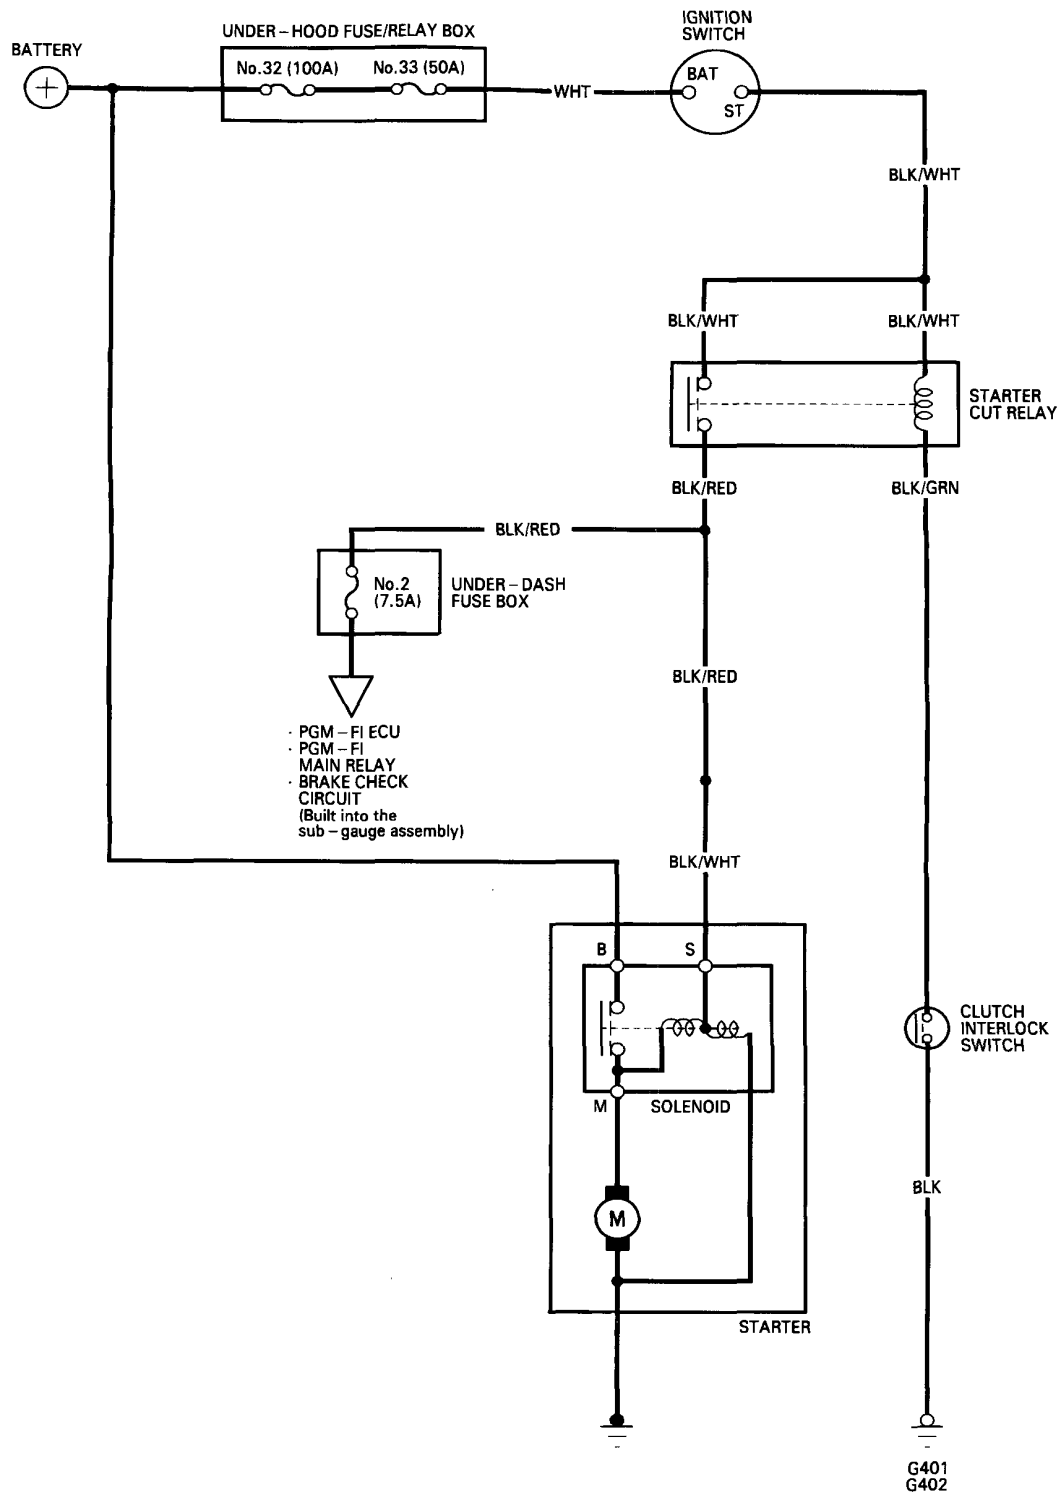 IGNITION
SWITCH
UNDER-HOOD FUSE/RELAY BOX
BATTERY
No.32 (100A)
No.33 (50A)
BAT
WHT
ST
BLK/WHT
BLK/WHT
BLK/WHT
STARTER
CUT RELAY
BLK/RED
BLK/GRN
BLK/RED
No.2
(7.5A)
UNDER-DASH
FUSE BOX
BLK/RED
· PGM-FI ECU
· PGM-FI
MAIN RELAY
· BRAKE CHECK
CIRCUIT
(Built into the
sub-gauge assembly)
BLK/WHT
B
S
CLUTCH
INTERLOCK
SWITCH
M
SOLENOID
BLK
M
STARTER
G401
G402